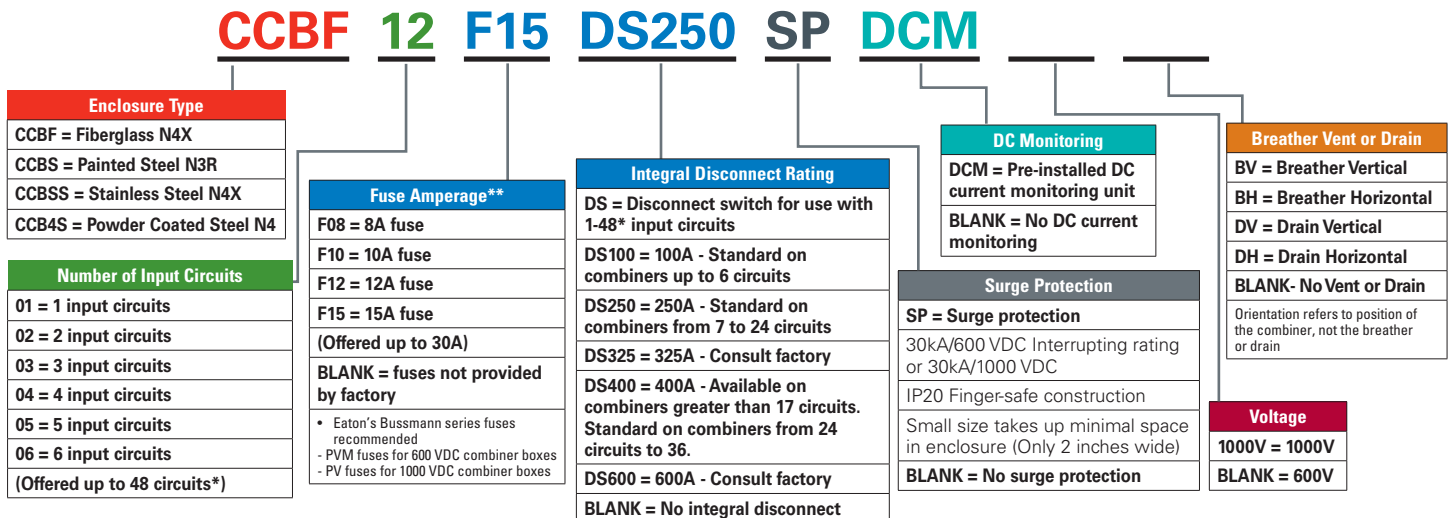 CCBF 12 F15 DS250 SP DCM
Enclosure Type
CCBF = Fiberglass N4X
CCBS = Painted Steel N3R
CCBSS = Stainless Steel N4X
CCB4S = Powder Coated Steel N4
Number of Input Circuits
01 = 1 input circuits
02 = 2 input circuits
03 = 3 input circuits
04 = 4 input circuits
05 = 5 input circuits
06 = 6 input circuits
(Offered up to 48 circuits*)
Fuse Amperage**
F08 = 8A fuse
F10 = 10A fuse
F12 = 12A fuse
F15 = 15A fuse
(Offered up to 30A)
BLANK = fuses not provided
by factory
• Eaton's Bussmann series fuses
recommended
- PVM fuses for 600 VDC combiner boxes
- PV fuses for 1000 VDC combiner boxes
Integral Disconnect Rating
DS = Disconnect switch for use with
1-48* input circuits
DS100 = 100A - Standard on
combiners up to 6 circuits
DS250 = 250A - Standard on
combiners from 7 to 24 circuits
DS325 = 325A - Consult factory
DS400 = 400A - Available on
combiners greater than 17 circuits.
Standard on combiners from 24
circuits to 36.
DS600 = 600A - Consult factory
BLANK = No integral disconnect
DC Monitoring
DCM = Pre-installed DC
current monitoring unit
BLANK = No DC current
monitoring
Surge Protection
SP = Surge protection
30kA/600 VDC Interrupting rating
or 30kA/1000 VDC
IP20 Finger-safe construction
Small size takes up minimal space
in enclosure (Only 2 inches wide)
BLANK = No surge protection
Voltage
1000V = 1000V
BLANK = 600V
Breather Vent or Drain
BV = Breather Vertical
BH = Breather Horizontal
DV = Drain Vertical
DH = Drain Horizontal
BLANK- No Vent or Drain
Orientation refers to position of
the combiner, not the breather
or drain